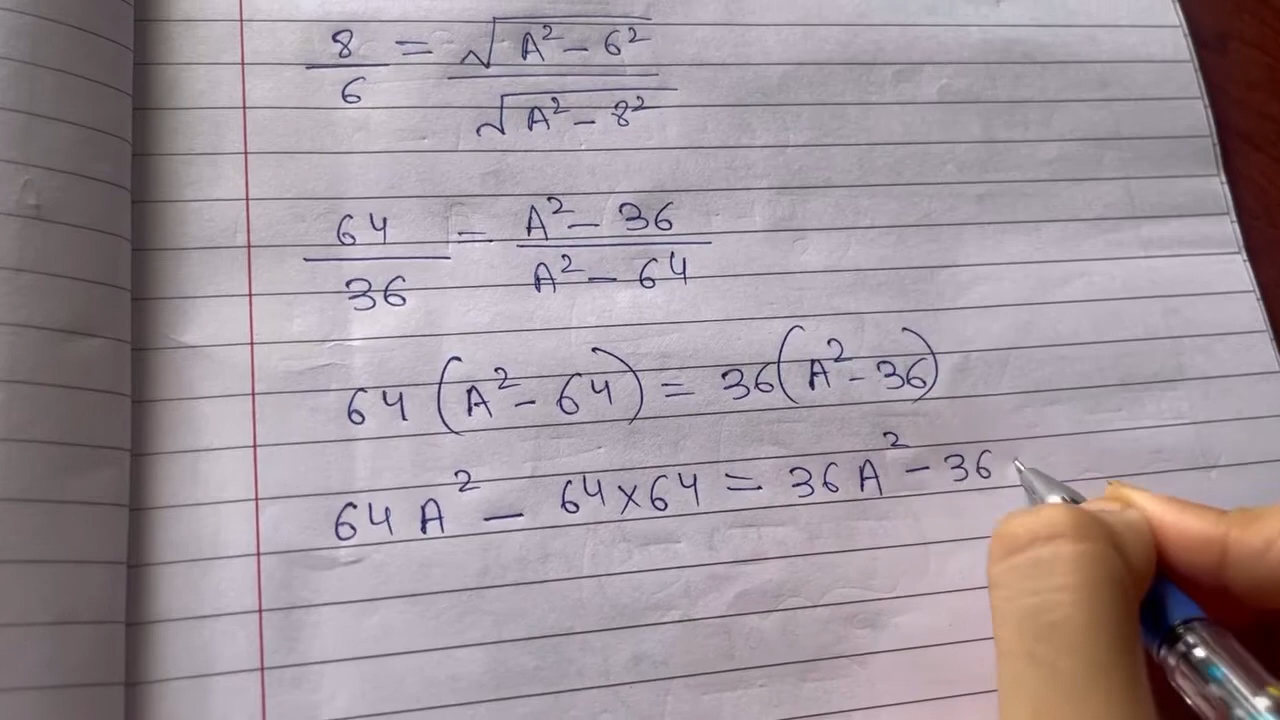 8/6 = √(A² - 6²)/√(A² - 8²)
64/36 = (A² - 36)/(A² - 64)
64 (A² - 64) = 36 (A² - 36)
64 A² - 64 × 64 = 36 A² - 36